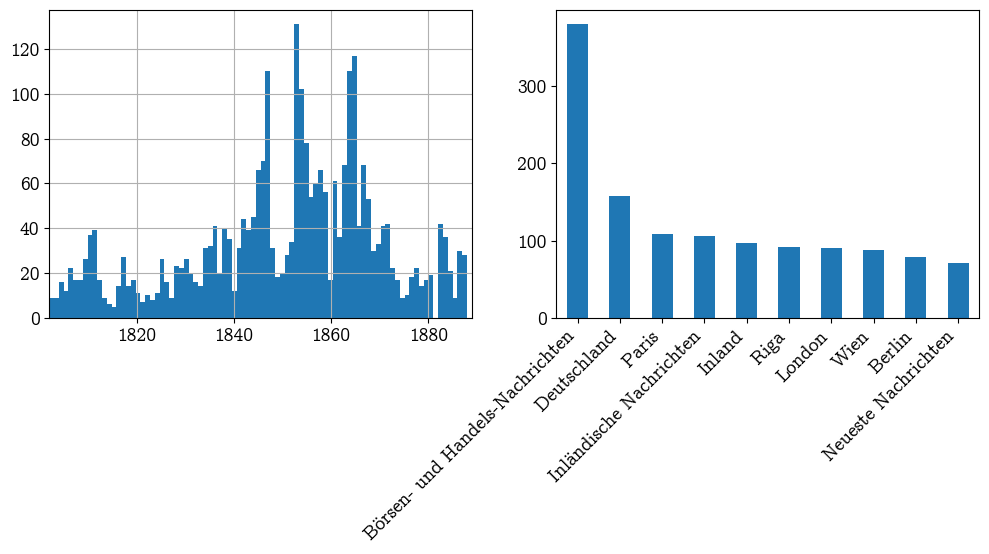 120
100
80
60
40
20
0
1820 1840 1860 1880
300
200
100
0
Börsen- und Handels-Nachrichten
Deutschland
Paris
Inländische Nachrichten
Inland
Riga
London
Wien
Berlin
Neueste Nachrichten